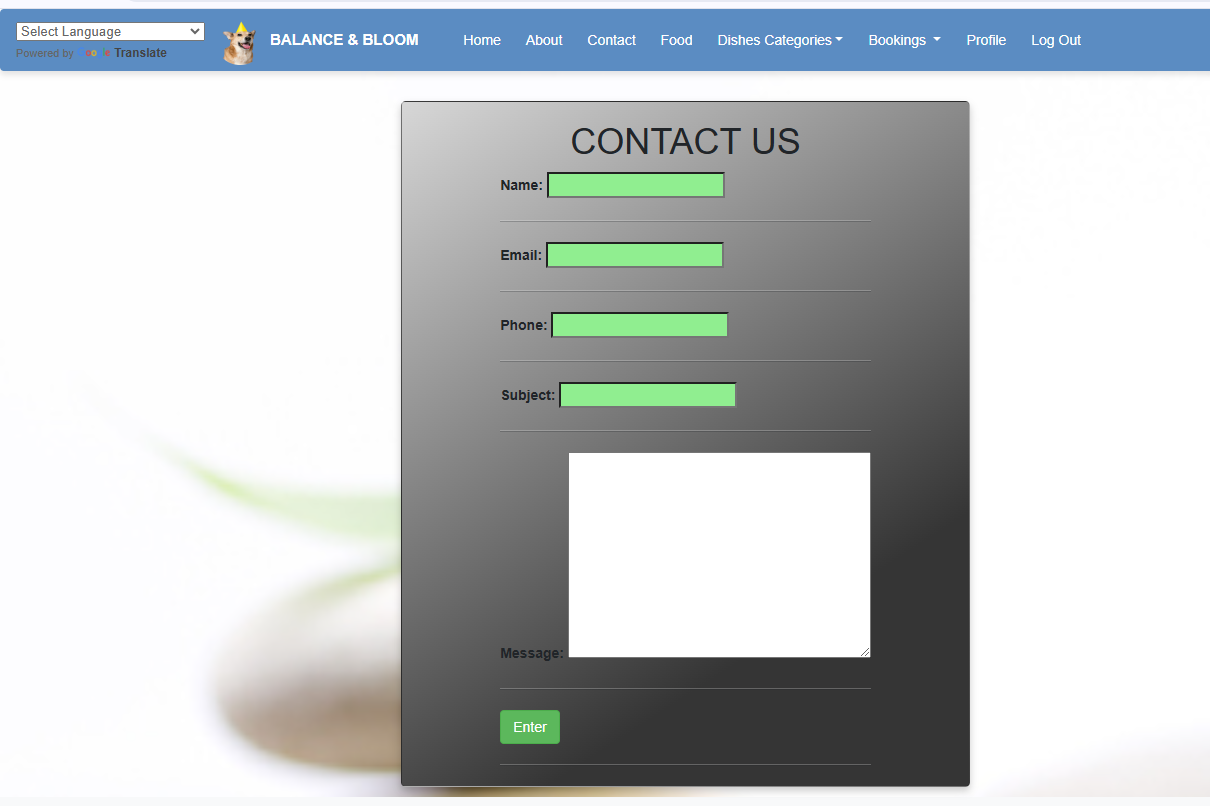 Select Language
Powered by Google Translate
BALANCE & BLOOM
Home About Contact Food Dishes Categories Bookings Profile Log Out
CONTACT US
Name:
Email:
Phone:
Subject:
Message:
Enter